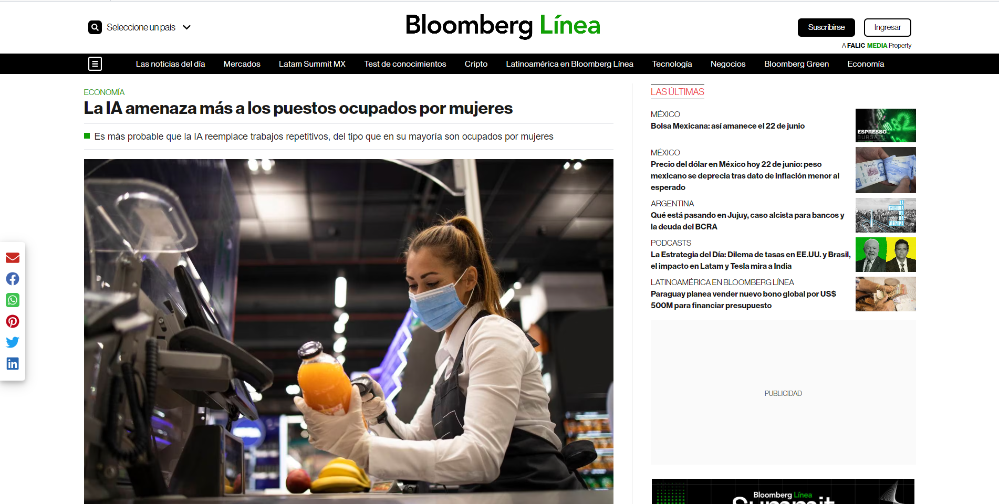 Seleccione un país
Bloomberg Línea
Suscribirse
Ingresar
A FALIC MEDIA Property
Las noticias del día
Mercados
Latam Summit MX
Test de conocimientos
Cripto
Latinoamérica en Bloomberg Línea
Tecnología
Negocios
Bloomberg Green
Economía
ECONOMÍA
La IA amenaza más a los puestos ocupados por mujeres
Es más probable que la IA reemplace trabajos repetitivos, del tipo que en su mayoría son ocupados por mujeres
LAS ÚLTIMAS
MÉXICO
Bolsa Mexicana: así amanece el 22 de junio
ESPRESSO
BURSÁTIL
MÉXICO
Precio del dólar en México hoy 22 de junio: peso
mexicano se deprecia tras dato de inflación menor al
esperado
ARGENTINA
Qué está pasando en Jujuy, caso alcista para bancos y
la deuda del BCRA
LA
ESTRATEGIA
DEL
DÍA
ARGENTINA
PODCASTS
La Estrategia del Día: Dilema de tasas en EE.UU. y Brasil,
el impacto en Latam y Tesla mira a India
LATINOAMÉRICA EN BLOOMBERG LÍNEA
Paraguay planea vender nuevo bono global por US$
500M para financiar presupuesto
PUBLICIDAD
Bloomberg Línea
Summit